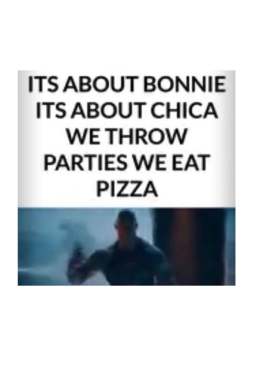 ITS ABOUT BONNIE
ITS ABOUT CHICA
WE THROW
PARTIES WE EAT
PIZZA